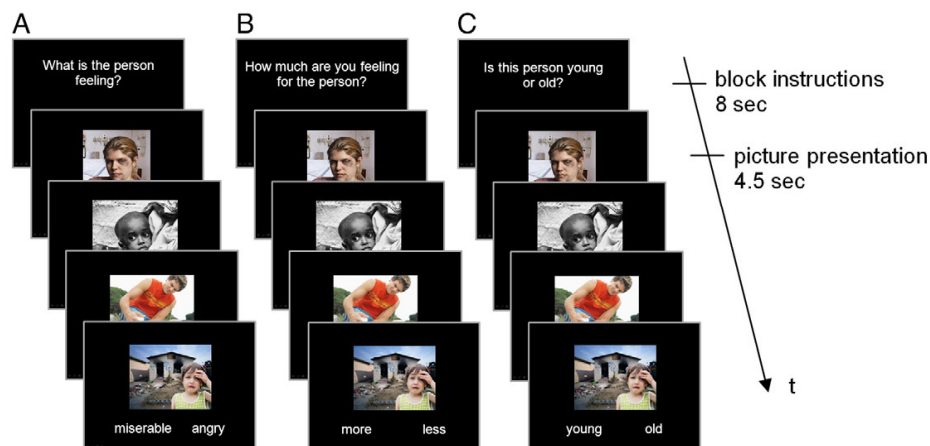 A
B
C
What is the person
feeling?
How much are you feeling
for the person?
Is this person young
or old?
block instructions
8 sec
picture presentation
4.5 sec
t
miserable angry
more less
young old